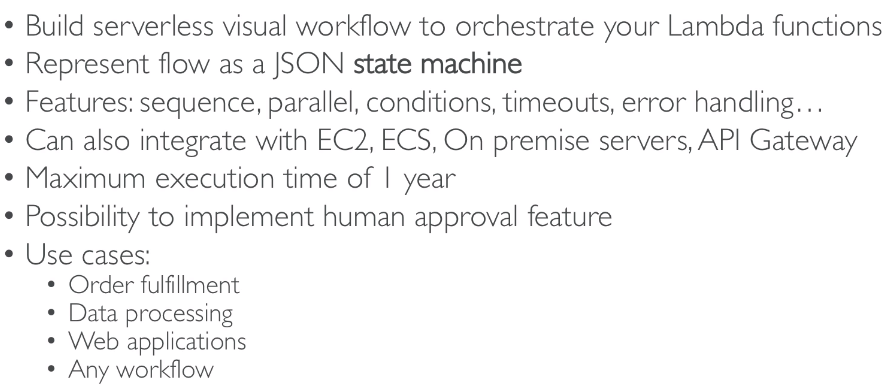 • Build serverless visual workflow to orchestrate your Lambda functions
• Represent flow as a JSON state machine
• Features: sequence, parallel, conditions, timeouts, error handling…
• Can also integrate with EC2, ECS, On premise servers, API Gateway
• Maximum execution time of 1 year
• Possibility to implement human approval feature
• Use cases:
• Order fulfillment
• Data processing
• Web applications
• Any workflow